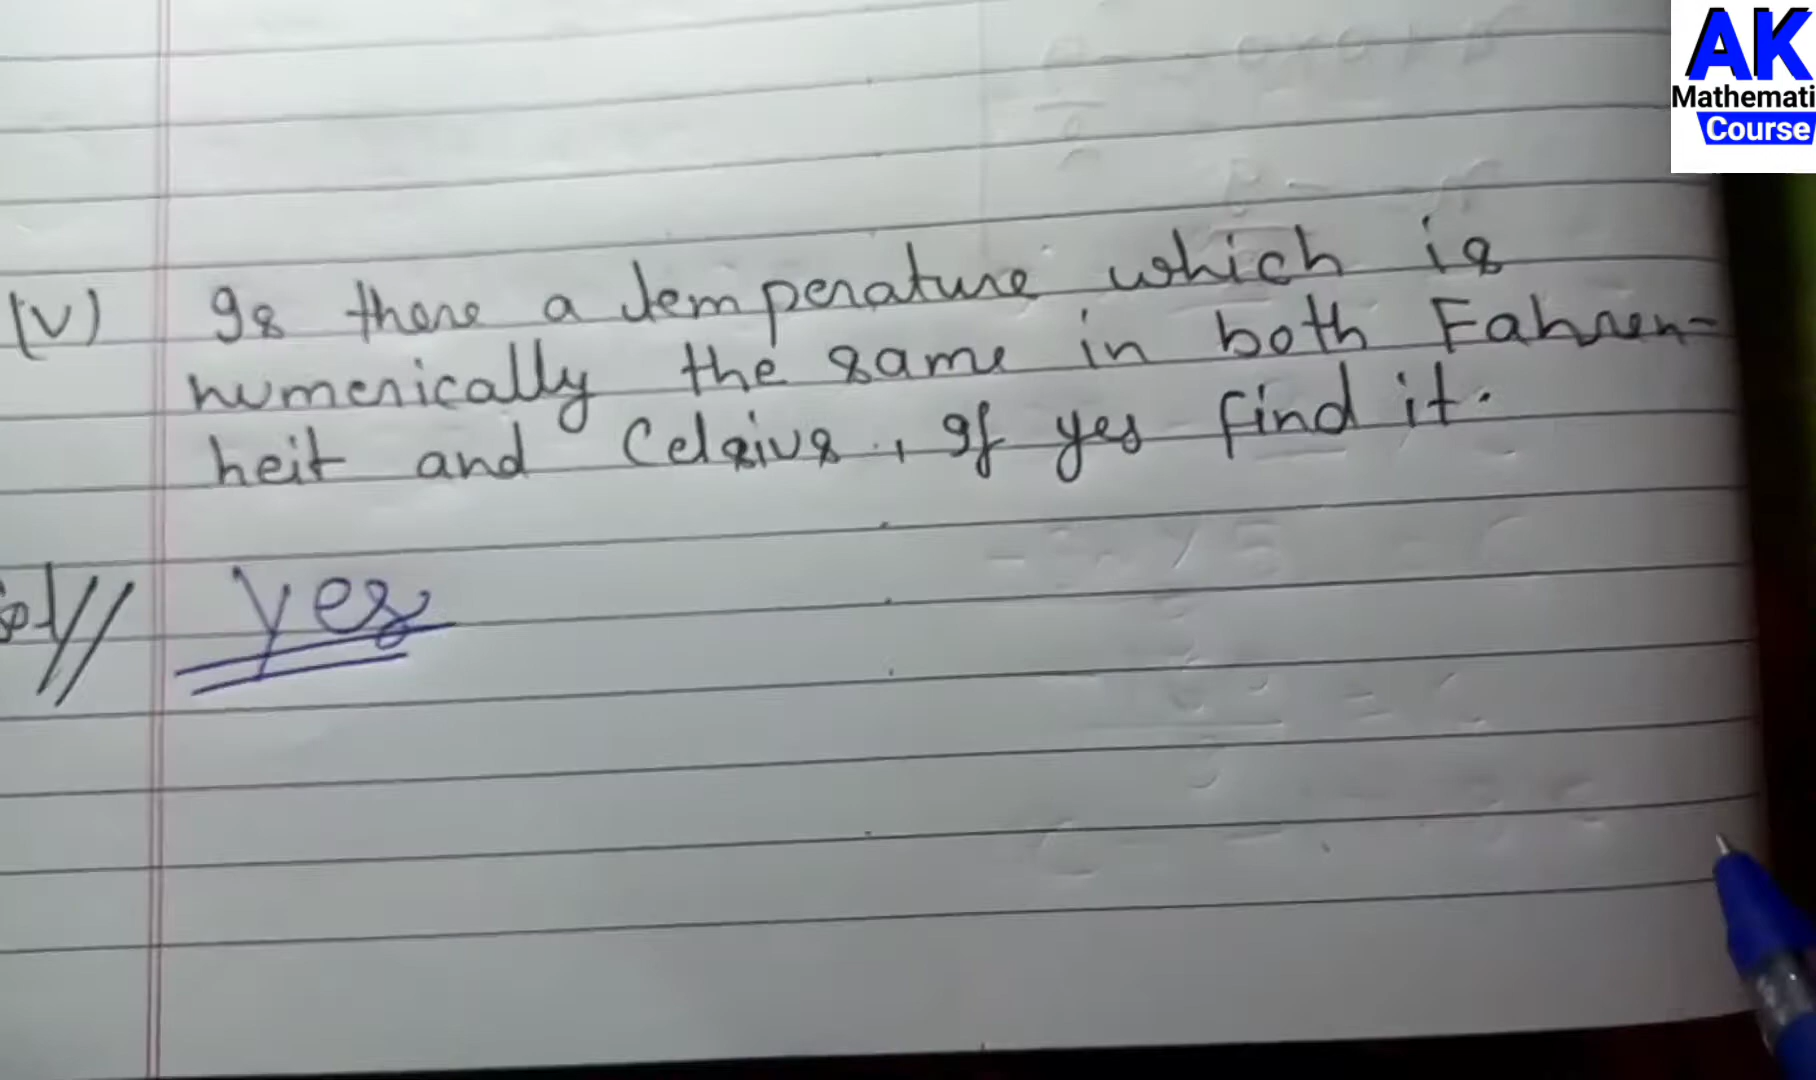 AK
Mathemati
Course
(v) Is there a temperature which is
numerically the same in both Fahren-
heit and Celsius, If yes find it.
Sol// Yes